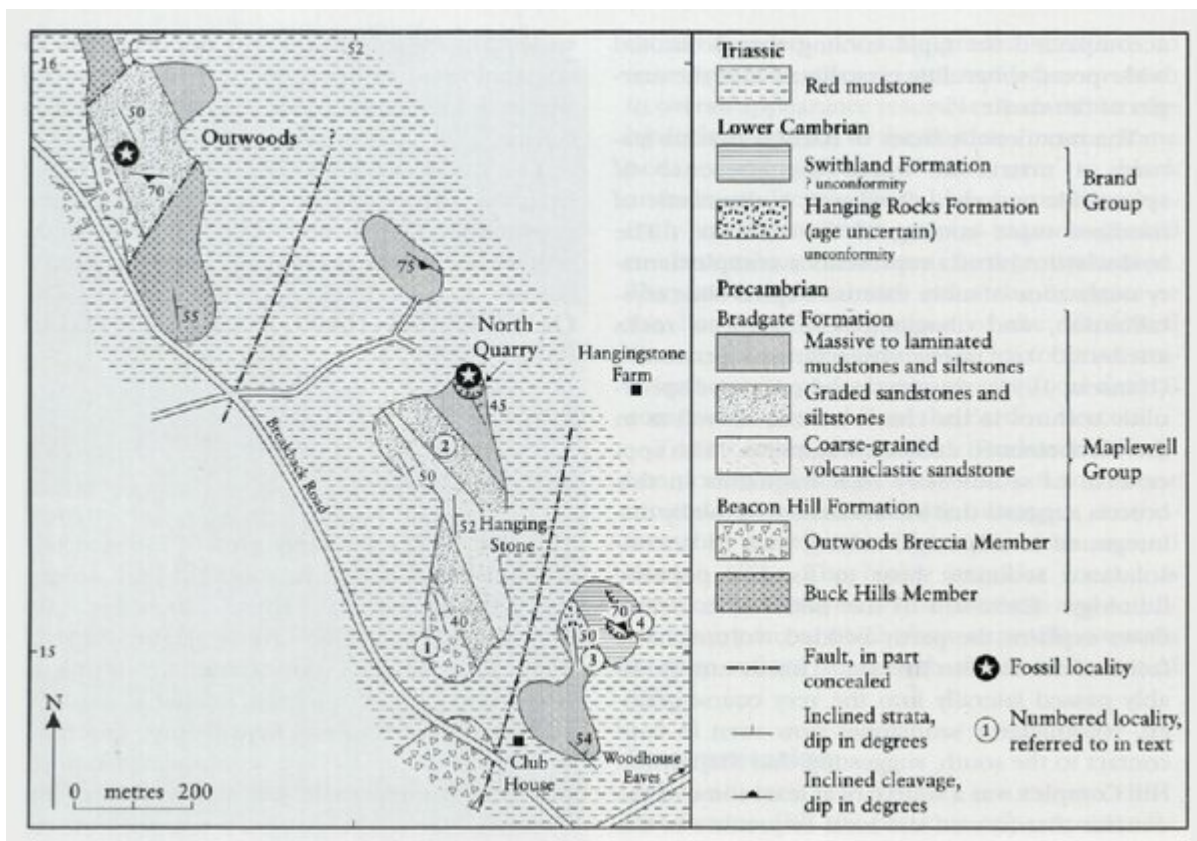 52
16
50
Outwoods
?
70
55
75
North
Quarry
45
Hangingstone
Farm
2
50
Breakback Road
52 Hanging
Stone
40
1
70
4
50
3
15
N
54
Club
House
Woodhouse
Eaves
0 metres 200
Triassic
Red mudstone
Lower Cambrian
Swithland Formation
? unconformity
Hanging Rocks Formation
(age uncertain)
unconformity
Brand
Group
Precambrian
Bradgate Formation
Massive to laminated
mudstones and siltstones
Graded sandstones and
siltstones
Coarse-grained
volcaniclastic sandstone
Maplewell
Group
Beacon Hill Formation
Outwoods Breccia Member
Buck Hills Member
Fault, in part
concealed
Fossil locality
Inclined strata,
dip in degrees
1 Numbered locality,
referred to in text
Inclined cleavage,
dip in degrees